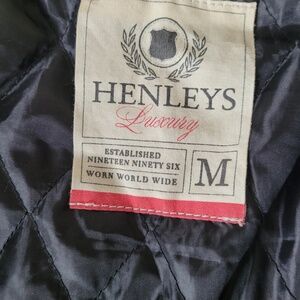 HENLEYS
Luxury
ESTABLISHED
NINETEEN NINETY SIX
WORN WORLD WIDE
M